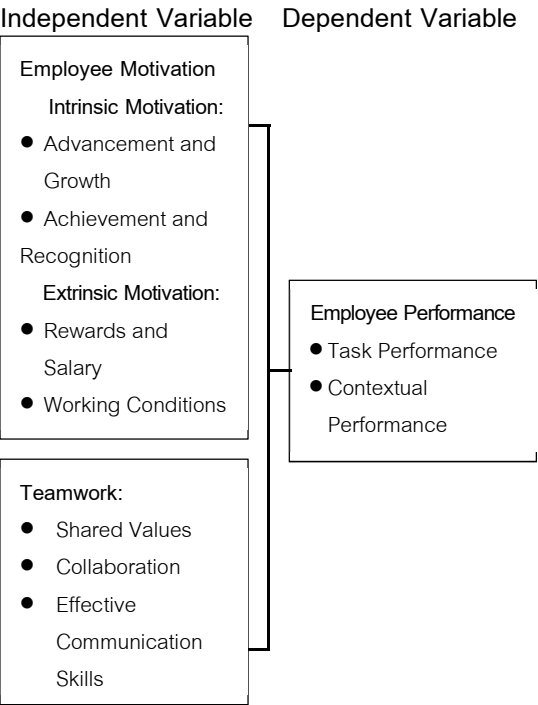 Independent Variable
Dependent Variable
Employee Motivation
Intrinsic Motivation:
● Advancement and
Growth
● Achievement and
Recognition
Extrinsic Motivation:
● Rewards and
Salary
● Working Conditions
Teamwork:
● Shared Values
● Collaboration
● Effective
Communication
Skills
Employee Performance
● Task Performance
● Contextual
Performance